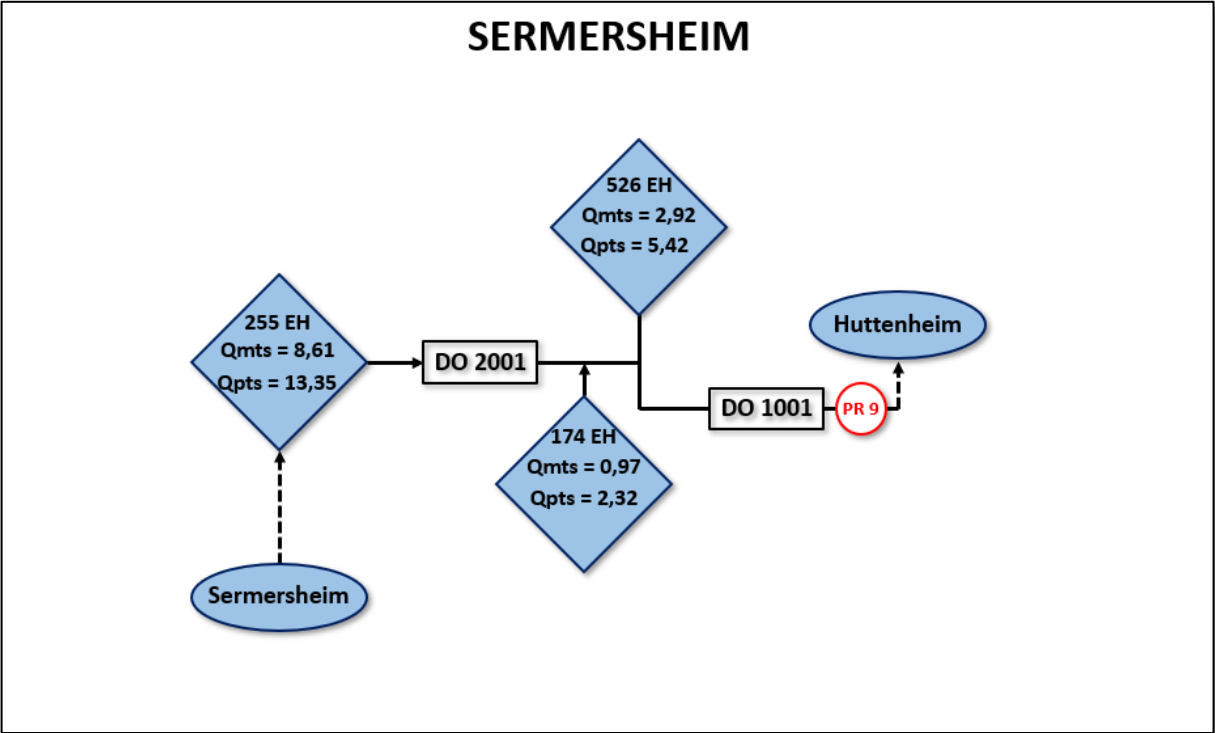 SERMERSHEIM
526 EH
Qmts = 2,92
Qpts = 5,42
255 EH
Qmts = 8,61
Qpts = 13,35
DO 2001
Huttenheim
DO 1001
PR 9
174 EH
Qmts = 0,97
Qpts = 2,32
Sermersheim